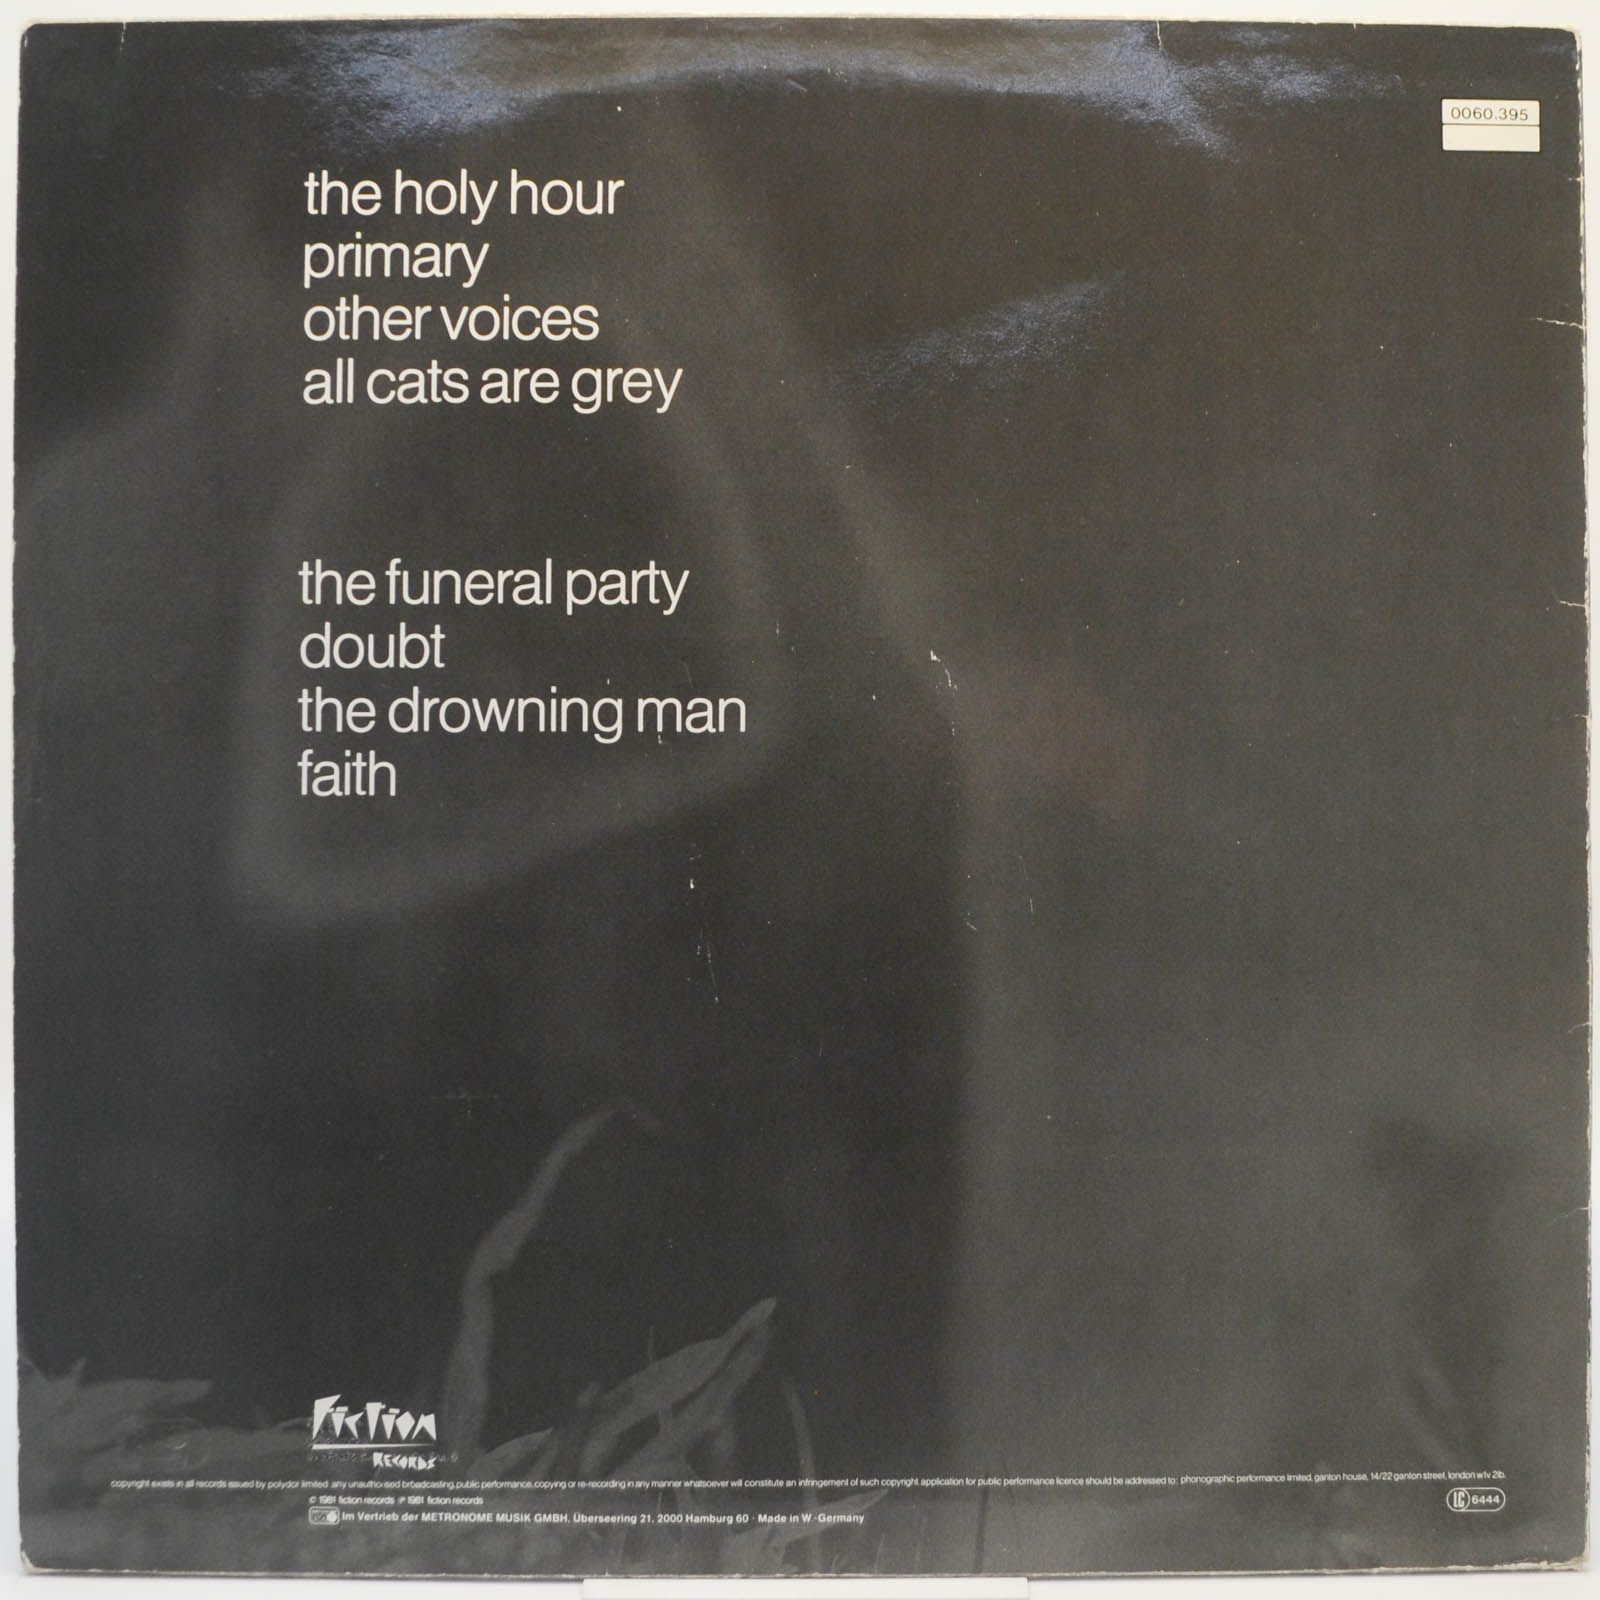 0060.395
the holy hour
primary
other voices
all cats are grey
the funeral party
doubt
the drowning man
faith
Fiction
Records
copyright exists in all records issued by polydor limited. any unauthorised broadcasting, public performance, copying or re-recording in any manner whatsoever will constitute an infringement of such copyright. application for public performance licence should be addressed to: phonographic performance limited, ganton house, 14/22 ganton street, london w1v 2lb.
© 1981 fiction records ℗ 1981 fiction records
Im Vertrieb der METRONOME MUSIK GMBH, Überseering 21, 2000 Hamburg 60 · Made in W.-Germany
LC 6444